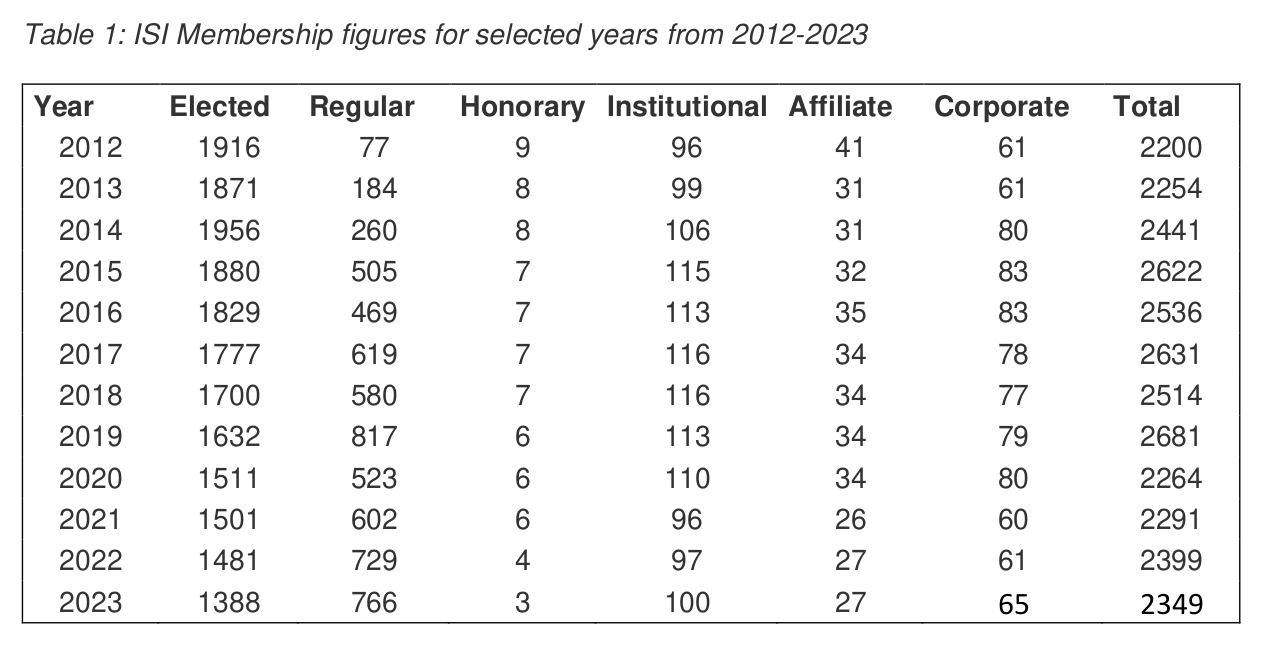 Table 1: ISI Membership figures for selected years from 2012-2023
Year Elected Regular Honorary Institutional Affiliate Corporate Total
2012 1916 77 9 96 41 61 2200
2013 1871 184 8 99 31 61 2254
2014 1956 260 8 106 31 80 2441
2015 1880 505 7 115 32 83 2622
2016 1829 469 7 113 35 83 2536
2017 1777 619 7 116 34 78 2631
2018 1700 580 7 116 34 77 2514
2019 1632 817 6 113 34 79 2681
2020 1511 523 6 110 34 80 2264
2021 1501 602 6 96 26 60 2291
2022 1481 729 4 97 27 61 2399
2023 1388 766 3 100 27 65 2349